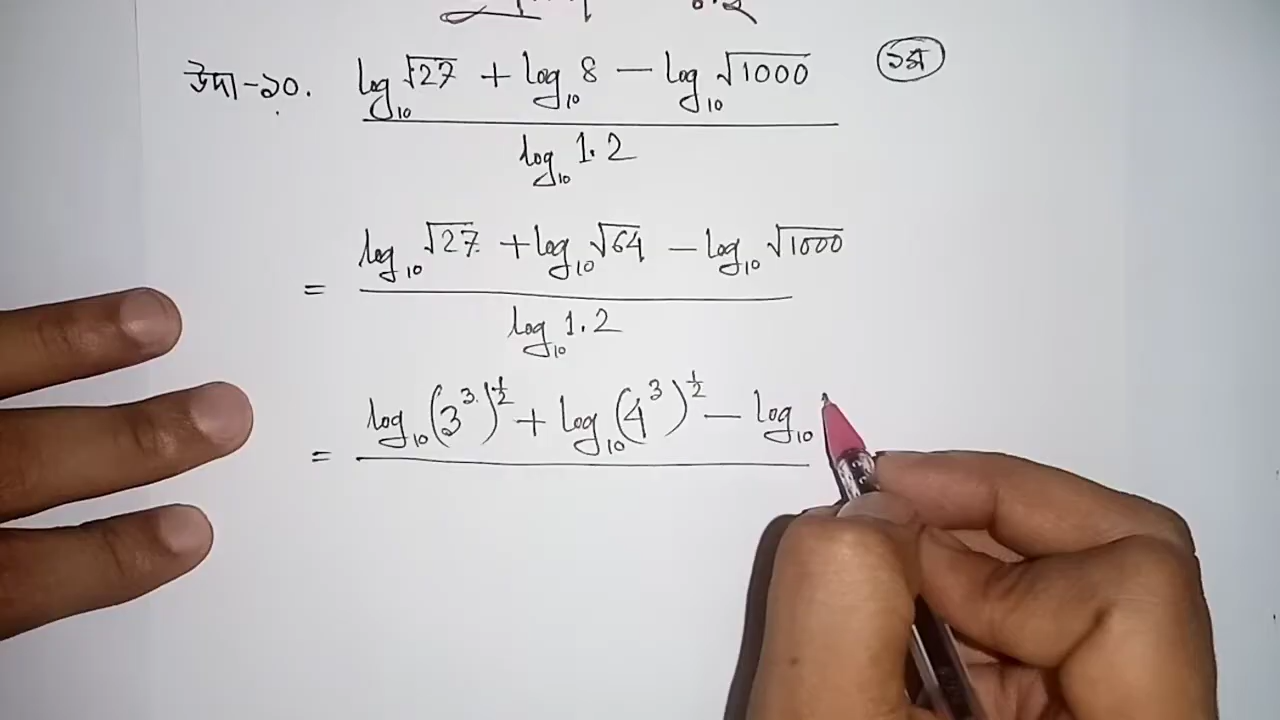 উদা-১০. log₁₀√27 + log₁₀8 − log₁₀√1000
log₁₀1.2
= log₁₀√27 + log₁₀√64 − log₁₀√1000
log₁₀1.2
= log₁₀(3³)^½ + log₁₀(4³)^½ − log₁₀